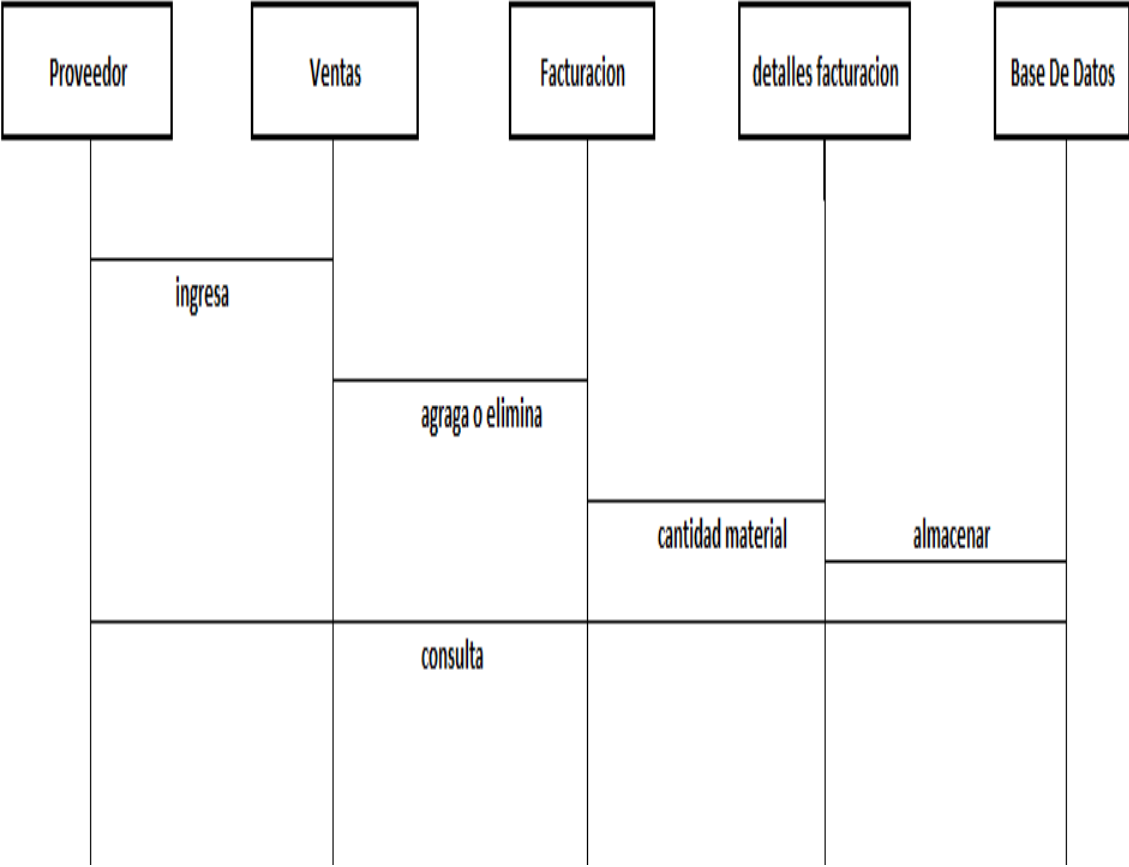 Proveedor
Ventas
Facturacion
detalles facturacion
Base De Datos
ingresa
agraga o elimina
cantidad material
almacenar
consulta